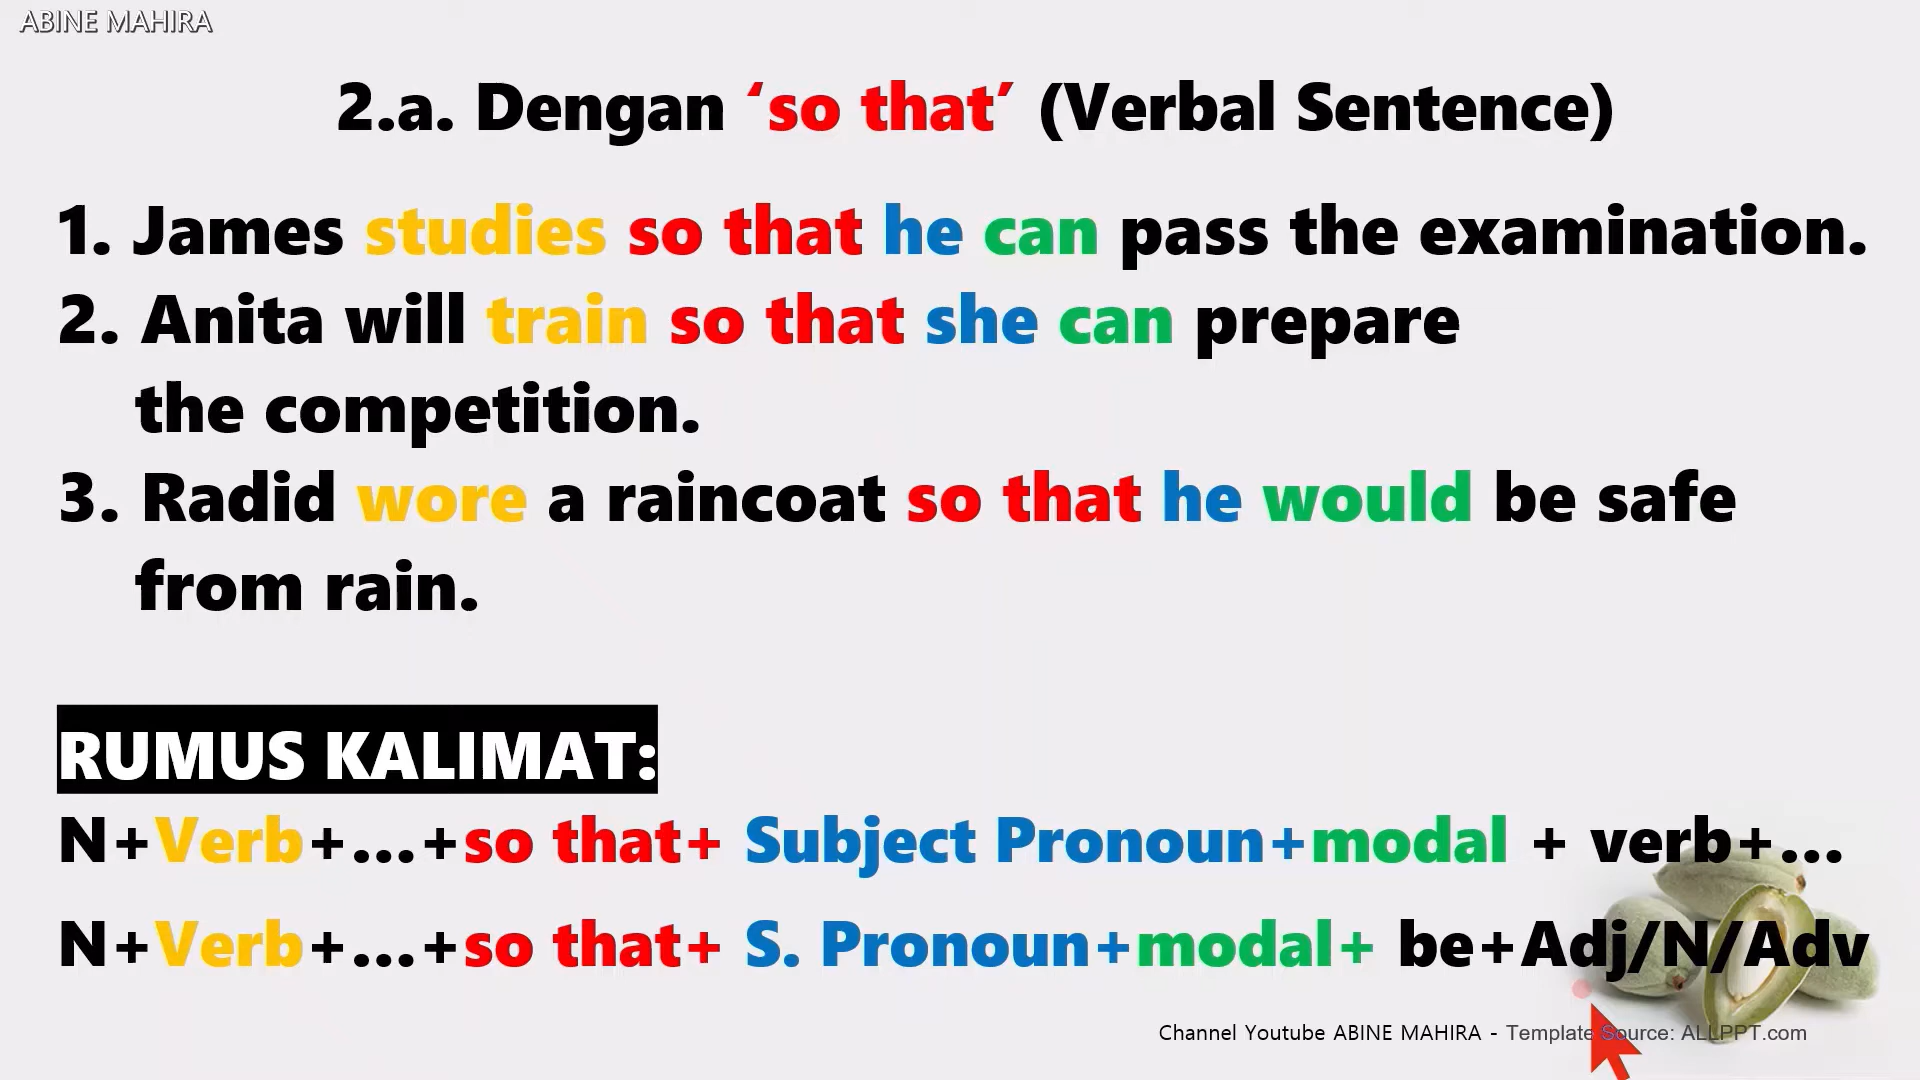 ABINE MAHIRA
2.a. Dengan ‘so that’ (Verbal Sentence)
1. James studies so that he can pass the examination.
2. Anita will train so that she can prepare
the competition.
3. Radid wore a raincoat so that he would be safe
from rain.
RUMUS KALIMAT:
N+Verb+...+so that+ Subject Pronoun+modal + verb+...
N+Verb+...+so that+ S. Pronoun+modal+ be+Adj/N/Adv
Channel Youtube ABINE MAHIRA - Template Source: ALLPPT.com